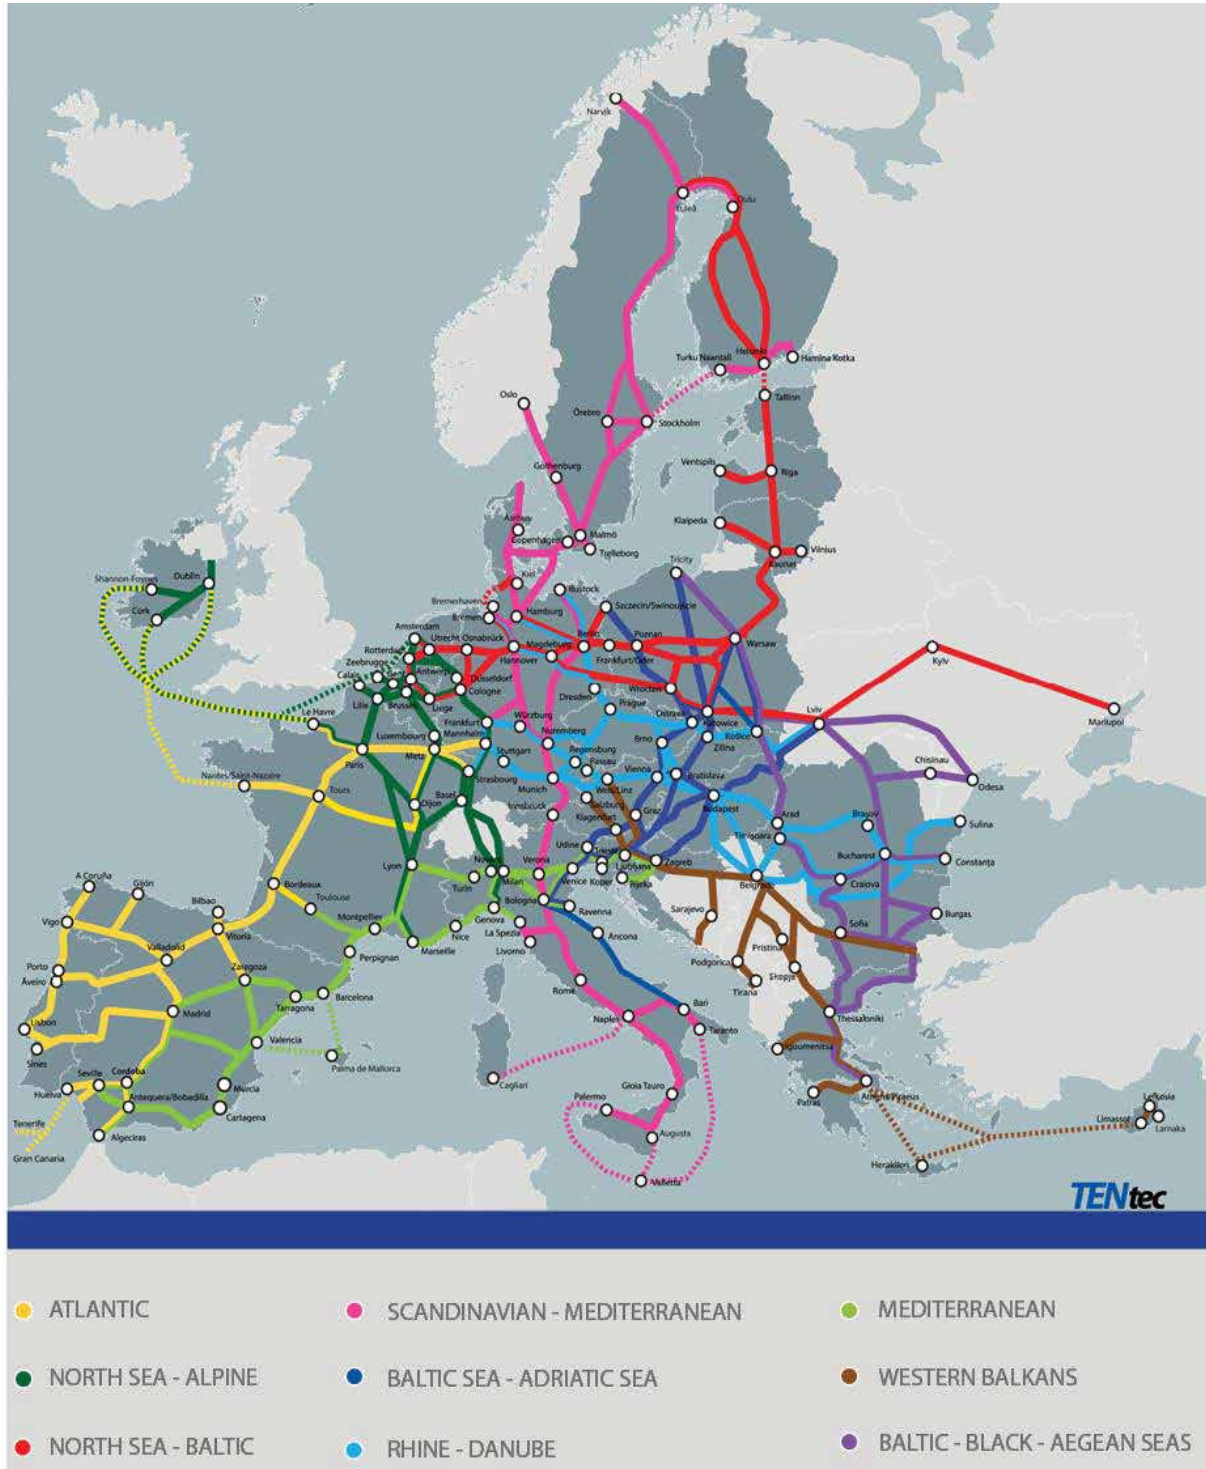 Narvik
Luleå
Oulu
Turku Naantali
Helsinki
Hamina Kotka
Oslo
Tallinn
Örebro
Stockholm
Gothenburg
Ventspils
Riga
Aarhus
Klaipeda
Copenhagen
Malmö
Trelleborg
Vilnius
Kaunas
Tricity
Shannon-Foynes
Dublin
Kiel
Rostock
Cork
Bremerhaven
Szczecin/Swinoujscie
Bremen
Hamburg
Amsterdam
Utrecht
Osnabrück
Magdeburg
Berlin
Poznan
Warsaw
Rotterdam
Hannover
Frankfurt/Oder
Kyiv
Zeebrugge
Calais
Gent
Antwerp
Düsseldorf
Cologne
Dresden
Wrocław
Lille
Brussels
Liège
Prague
Le Havre
Frankfurt
Würzburg
Ostrava
Katowice
Lviv
Mariupol
Luxembourg
Mannheim
Nuremberg
Brno
Košice
Zilina
Paris
Metz
Stuttgart
Regensburg
Passau
Chisinau
Nantes/Saint-Nazaire
Strasbourg
Munich
Vienna
Bratislava
Odesa
Tours
Basel
Dijon
Innsbruck
Wels/Linz
Salzburg
Graz
Budapest
Klagenfurt
Arad
Braşov
Sulina
Timişoara
Udine
Trieste
Lyon
Novara
Verona
Ljubljana
Zagreb
Bucharest
Constanţa
Turin
Milan
Venice
Koper
Rijeka
Belgrade
Craiova
A Coruña
Gijón
Bordeaux
Toulouse
Bologna
Ravenna
Bilbao
Genova
Sarajevo
Burgas
Vigo
Vitoria
Montpellier
Nice
La Spezia
Sofia
Valladolid
Marseille
Livorno
Ancona
Pristina
Perpignan
Porto
Zaragoza
Podgorica
Skopje
Aveiro
Tirana
Barcelona
Rome
Tarragona
Madrid
Naples
Bari
Thessaloniki
Lisbon
Taranto
Valencia
Igoumenitsa
Sines
Palma de Mallorca
Seville
Cordoba
Cagliari
Gioia Tauro
Huelva
Murcia
Antequera/Bobadilla
Palermo
Patras
Athens/Piraeus
Lefkosia
Cartagena
Limassol
Larnaka
Tenerife
Algeciras
Augusta
Gran Canaria
Heraklion
Valletta
TENtec
ATLANTIC
SCANDINAVIAN - MEDITERRANEAN
MEDITERRANEAN
NORTH SEA - ALPINE
BALTIC SEA - ADRIATIC SEA
WESTERN BALKANS
NORTH SEA - BALTIC
RHINE - DANUBE
BALTIC - BLACK - AEGEAN SEAS